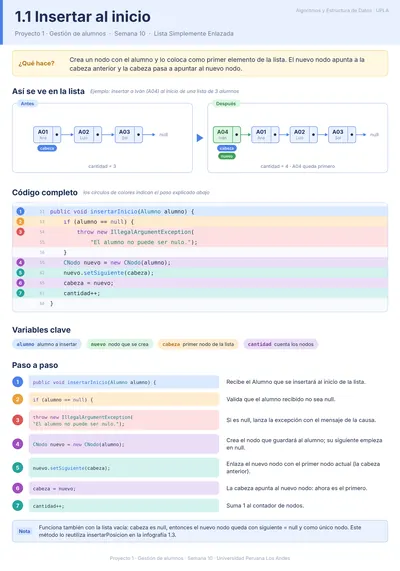 1.1 Insertar al inicio
Algoritmos y Estructura de Datos · UPLA
Proyecto 1 · Gestión de alumnos · Semana 10 · Lista Simplemente Enlazada
¿Qué hace?
Crea un nodo con el alumno y lo coloca como primer elemento de la lista. El nodo nuevo apunta a la
cabeza anterior y la cabeza pasa a apuntar al nuevo nodo.
Así se ve en la lista
Ejemplo: Insertar a Iván (A04) al inicio de una lista de 3 alumnos
Antes
A01
Ana
A02
Luis
A03
Sol
null
cabeza
cantidad = 3
Después
A04
Iván
A01
Ana
A02
Luis
A03
Sol
null
cabeza
nuevo
cantidad = 4 · A04 queda primero
Código completo
los círculos de colores indican el paso explicado abajo
1 public void insertarInicio(Alumno alumno) {
2 if (alumno == null) {
3 throw new IllegalArgumentException(
"El alumno no puede ser nulo.");
}
4 CNodo nuevo = new CNodo(alumno);
5 nuevo.setSiguiente(cabeza);
6 cabeza = nuevo;
7 cantidad++;
}
Variables clave
alumno alumno a insertar
nuevo nodo que se crea
cabeza primer nodo de la lista
cantidad cuenta los nodos
Paso a paso
1 public void insertarInicio(Alumno alumno) {
Recibe el Alumno que se insertará al inicio de la lista.
2 if (alumno == null) {
Valida que el alumno recibido no sea null.
3 throw new IllegalArgumentException(
"El alumno no puede ser nulo.");
Si es null, lanza la excepción con el mensaje de la causa.
4 CNodo nuevo = new CNodo(alumno);
Crea el nodo que guardará al alumno; su siguiente empieza
en null.
5 nuevo.setSiguiente(cabeza);
Enlaza el nuevo nodo con el primer nodo actual (la cabeza
anterior).
6 cabeza = nuevo;
La cabeza apunta al nuevo nodo: ahora es el primero.
7 cantidad++;
Suma 1 al contador de nodos.
Nota
Funciona también con la lista vacía: cabeza es null, entonces el nuevo nodo queda con siguiente = null y como único nodo. Este
método lo reutiliza insertarPosicion en la infografía 1.3.
Proyecto 1 · Gestión de alumnos · Semana 10 · Universidad Peruana Los Andes